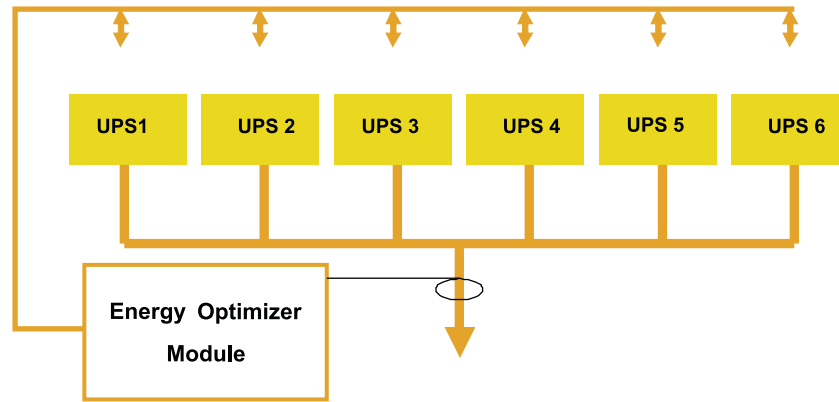 UPS1
UPS 2
UPS 3
UPS 4
UPS 5
UPS 6
Energy Optimizer
Module